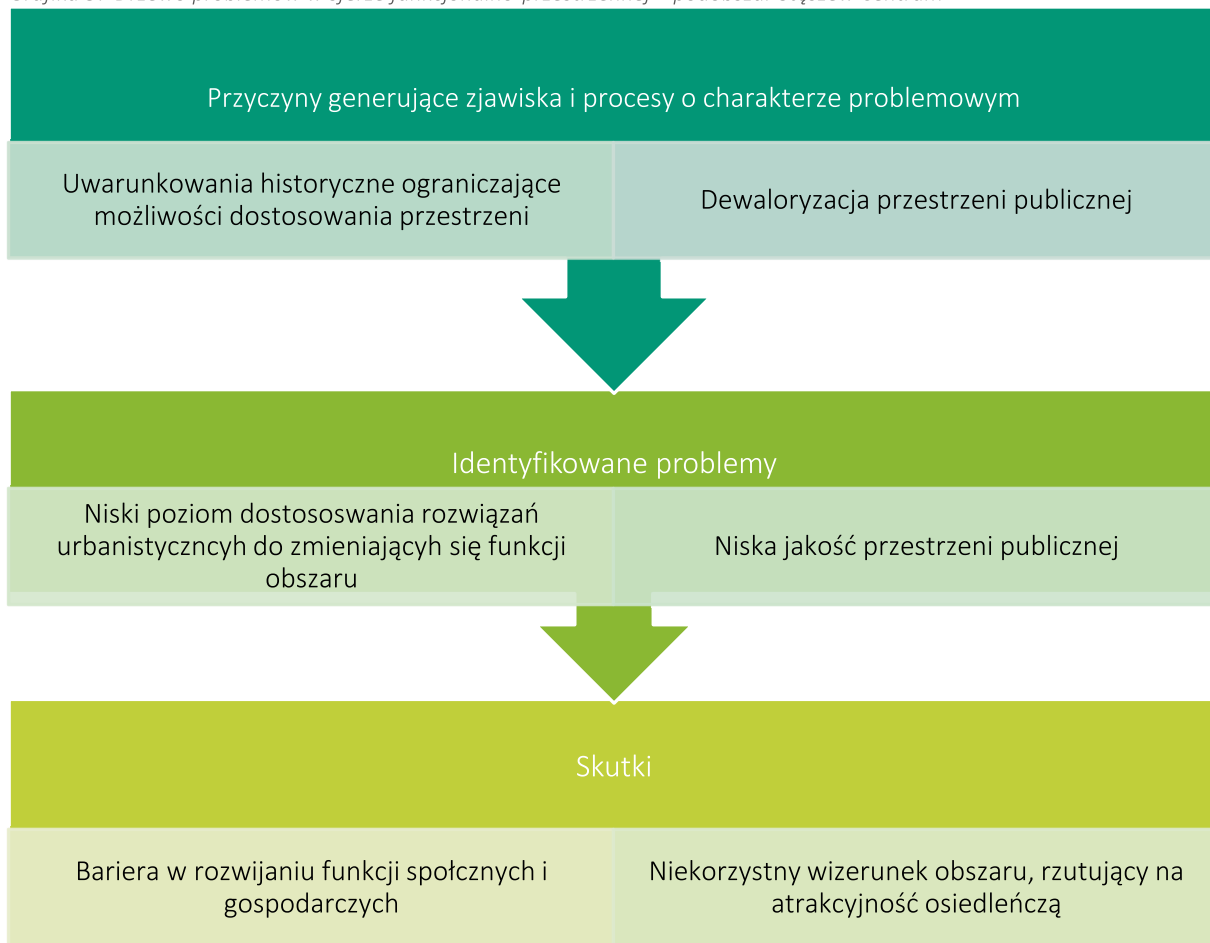 Przyczyny generujące zjawiska i procesy o charakterze problemowym
Uwarunkowania historyczne ograniczające
możliwości dostosowania przestrzeni
Dewaloryzacja przestrzeni publicznej
Identyfikowane problemy
Niski poziom dostososwania rozwiązań
urbanistyczncyh do zmieniającyh się funkcji
obszaru
Niska jakość przestrzeni publicznej
Skutki
Bariera w rozwijaniu funkcji społcznych i
gospodarczych
Niekorzystny wizerunek obszaru, rzutujący na
atrakcyjność osiedleńczą